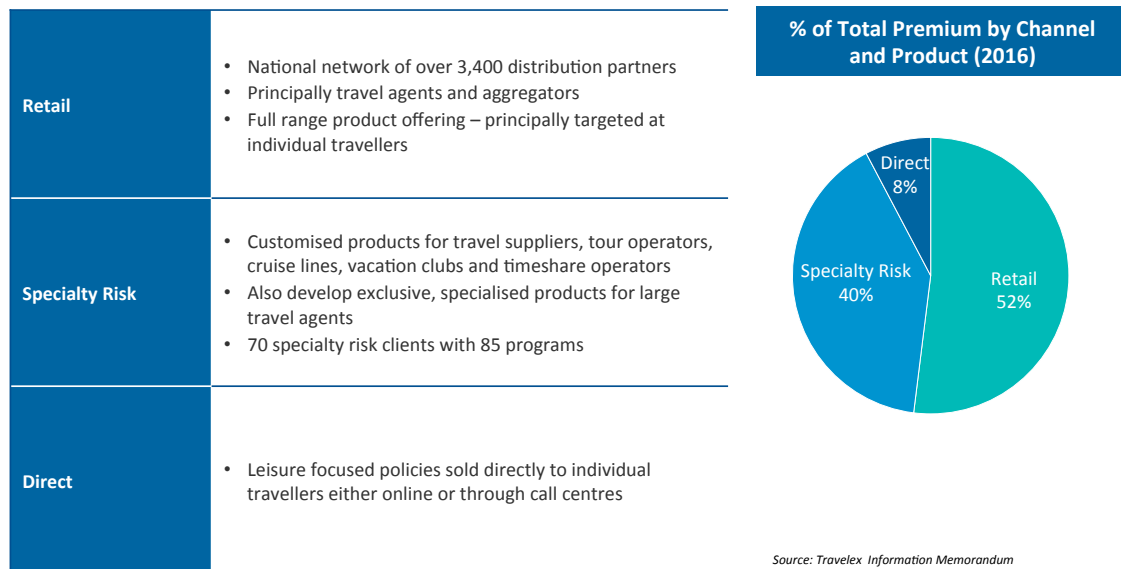 Retail
• National network of over 3,400 distribution partners
• Principally travel agents and aggregators
• Full range product offering – principally targeted at
individual travellers
Specialty Risk
• Customised products for travel suppliers, tour operators,
cruise lines, vacation clubs and timeshare operators
• Also develop exclusive, specialised products for large
travel agents
• 70 specialty risk clients with 85 programs
Direct
• Leisure focused policies sold directly to individual
travellers either online or through call centres
% of Total Premium by Channel
and Product (2016)
Direct
8%
Specialty Risk
40%
Retail
52%
Source: Travelex Information Memorandum